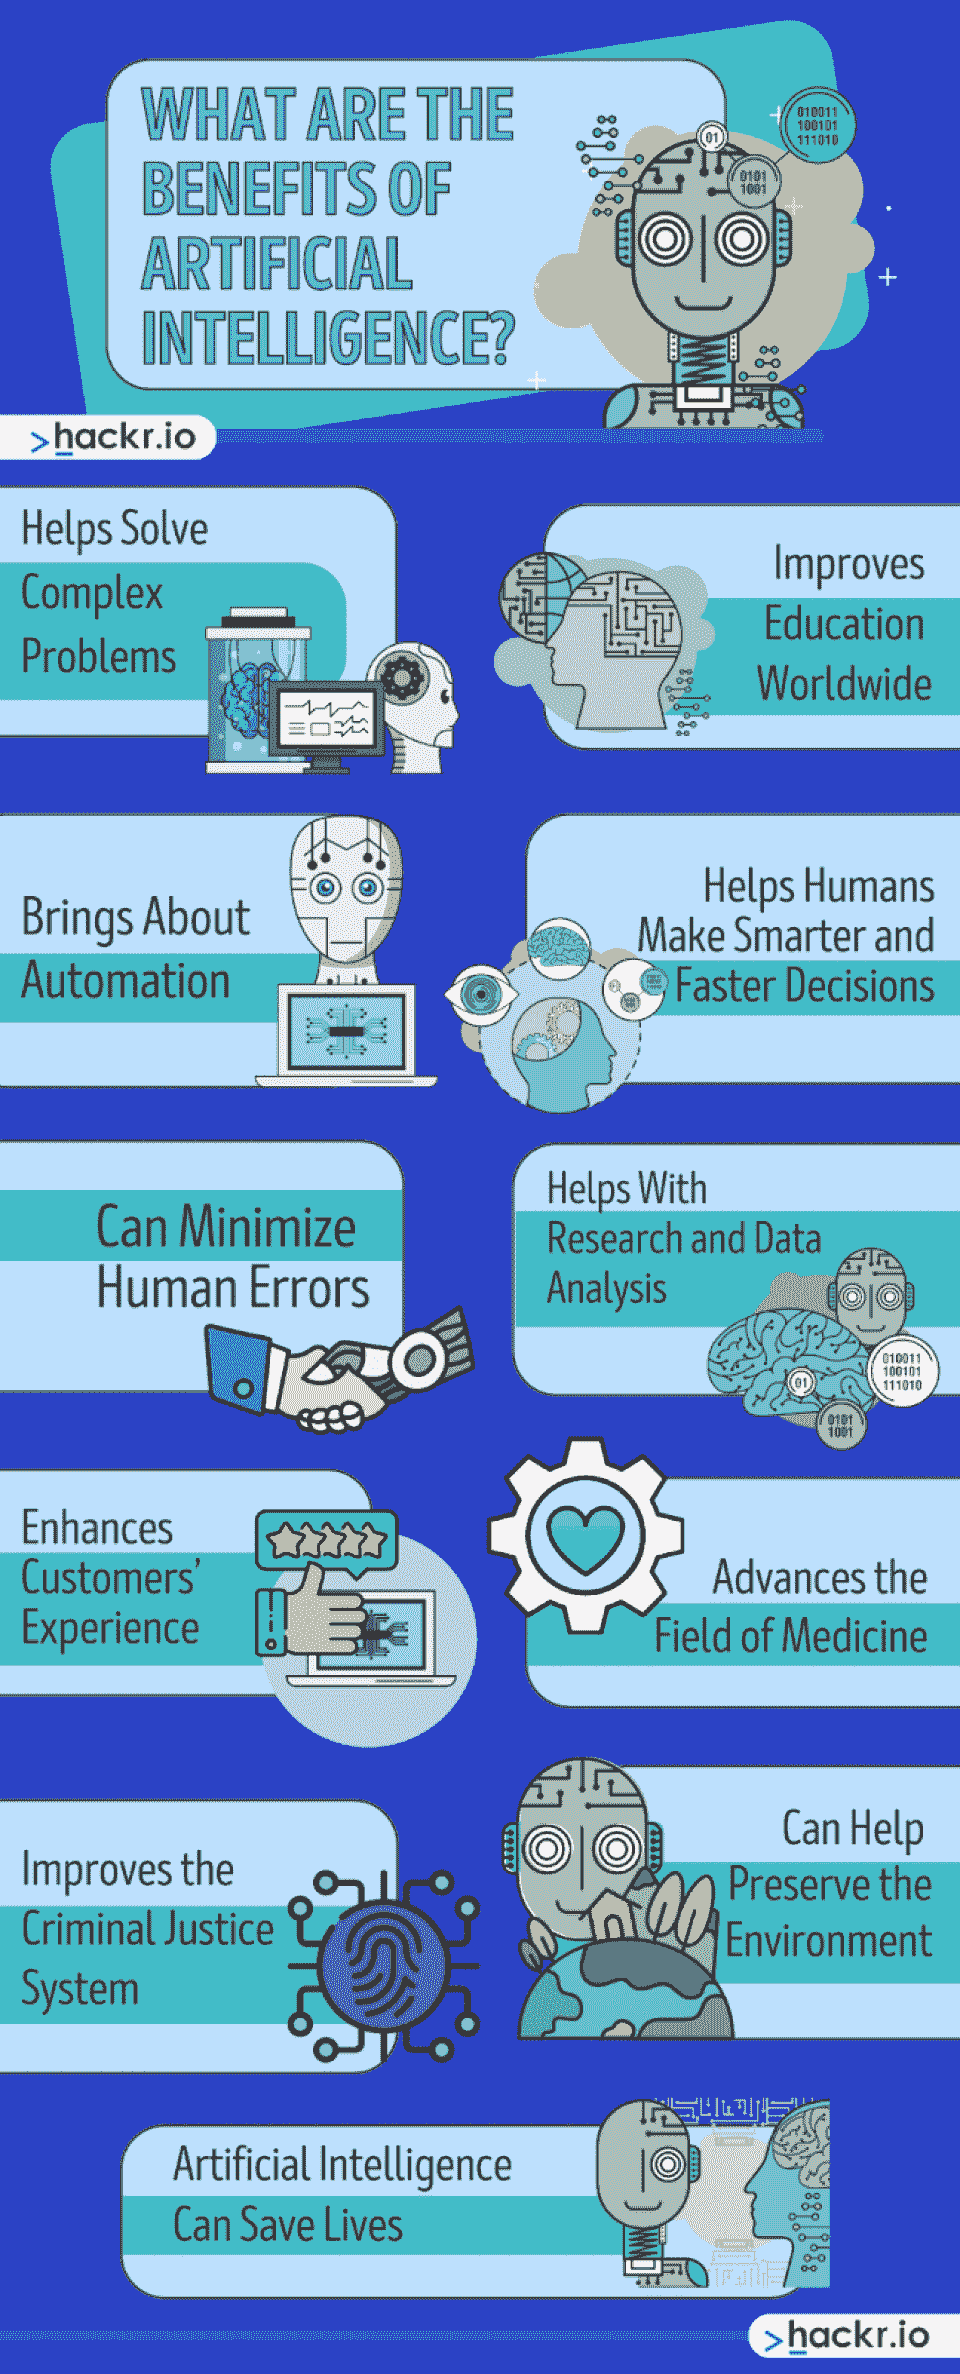 WHAT ARE THE
BENEFITS OF
ARTIFICIAL
INTELLIGENCE?
010011
100101
111010
01
0101
1001
>hackr.io
Helps Solve
Complex
Problems
Improves
Education
Worldwide
Brings About
Automation
Helps Humans
Make Smarter and
Faster Decisions
Can Minimize
Human Errors
Helps With
Research and Data
Analysis
010011
100101
111010
01
0101
1001
Enhances
Customers’
Experience
Advances the
Field of Medicine
Improves the
Criminal Justice
System
Can Help
Preserve the
Environment
Artificial Intelligence
Can Save Lives
>hackr.io